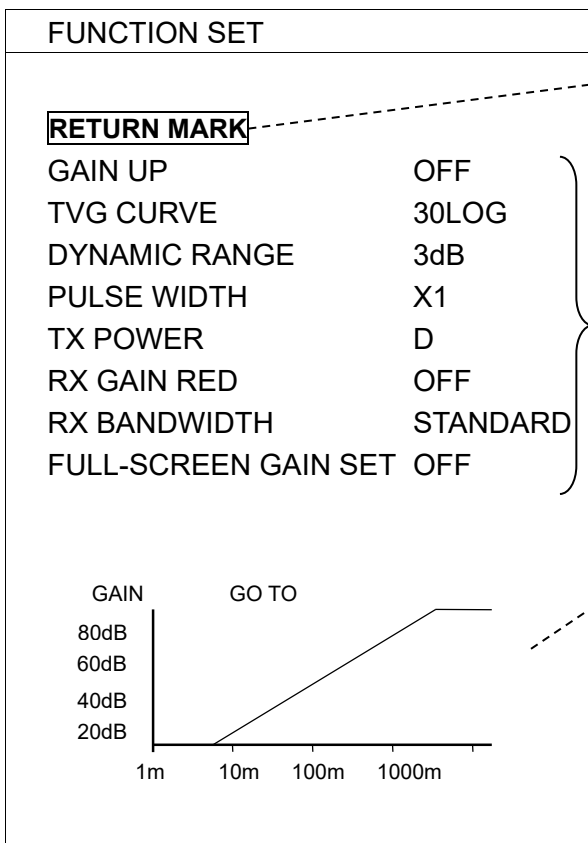 FUNCTION SET
RETURN MARK
GAIN UP OFF
TVG CURVE 30LOG
DYNAMIC RANGE 3dB
PULSE WIDTH X1
TX POWER D
RX GAIN RED OFF
RX BANDWIDTH STANDARD
FULL-SCREEN GAIN SET OFF
GAIN GO TO
80dB
60dB
40dB
20dB
1m 10m 100m 1000m